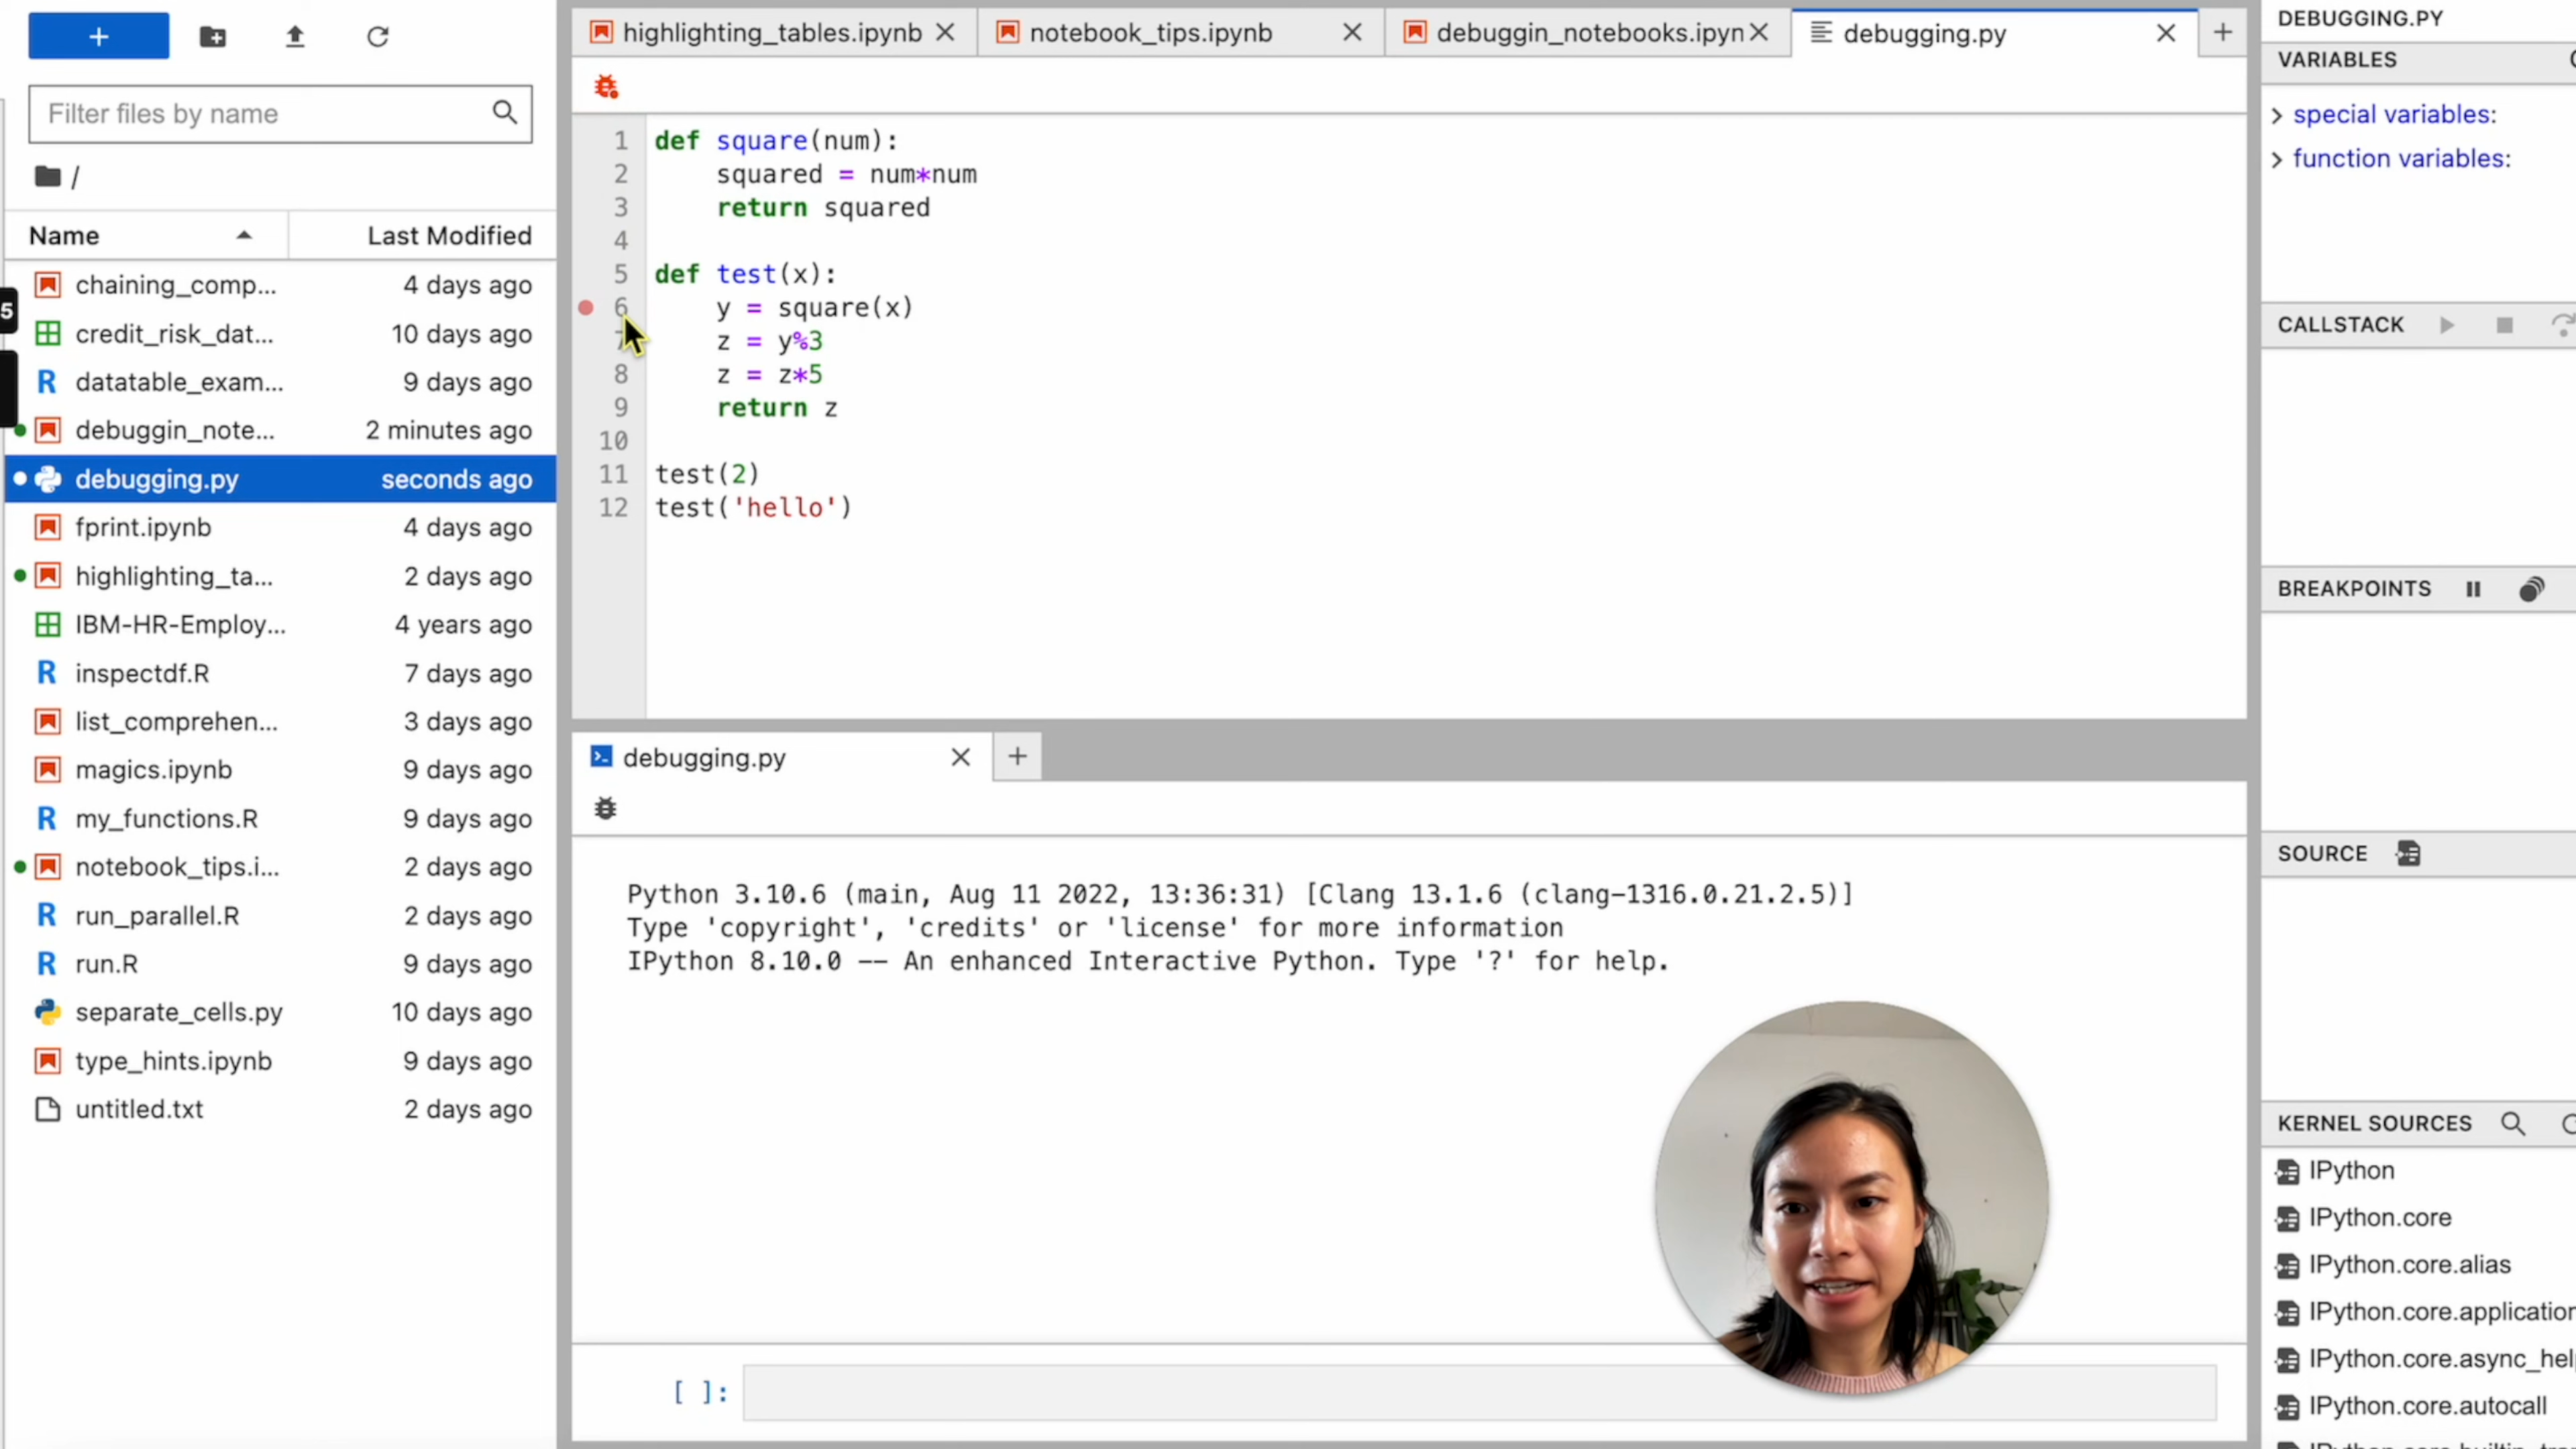 Filter files by name
/
Name Last Modified
chaining_comp... 4 days ago
5
credit_risk_dat... 10 days ago
R datatable_exam... 9 days ago
debuggin_note... 2 minutes ago
debugging.py seconds ago
fprint.ipynb 4 days ago
highlighting_ta... 2 days ago
IBM-HR-Employ... 4 years ago
R inspectdf.R 7 days ago
list_comprehen... 3 days ago
magics.ipynb 9 days ago
R my_functions.R 9 days ago
notebook_tips.i... 2 days ago
R run_parallel.R 2 days ago
R run.R 9 days ago
separate_cells.py 10 days ago
type_hints.ipynb 9 days ago
untitled.txt 2 days ago
highlighting_tables.ipynb
notebook_tips.ipynb
debuggin_notebooks.ipyn
debugging.py
1 def square(num):
2 squared = num*num
3 return squared
4
5 def test(x):
6 y = square(x)
7 z = y%3
8 z = z*5
9 return z
10
11 test(2)
12 test('hello')
debugging.py
Python 3.10.6 (main, Aug 11 2022, 13:36:31) [Clang 13.1.6 (clang-1316.0.21.2.5)]
Type 'copyright', 'credits' or 'license' for more information
IPython 8.10.0 -- An enhanced Interactive Python. Type '?' for help.
[ ]:
DEBUGGING.PY
VARIABLES
special variables:
function variables:
CALLSTACK
BREAKPOINTS
SOURCE
KERNEL SOURCES
IPython
IPython.core
IPython.core.alias
IPython.core.application
IPython.core.async_hel
IPython.core.autocall